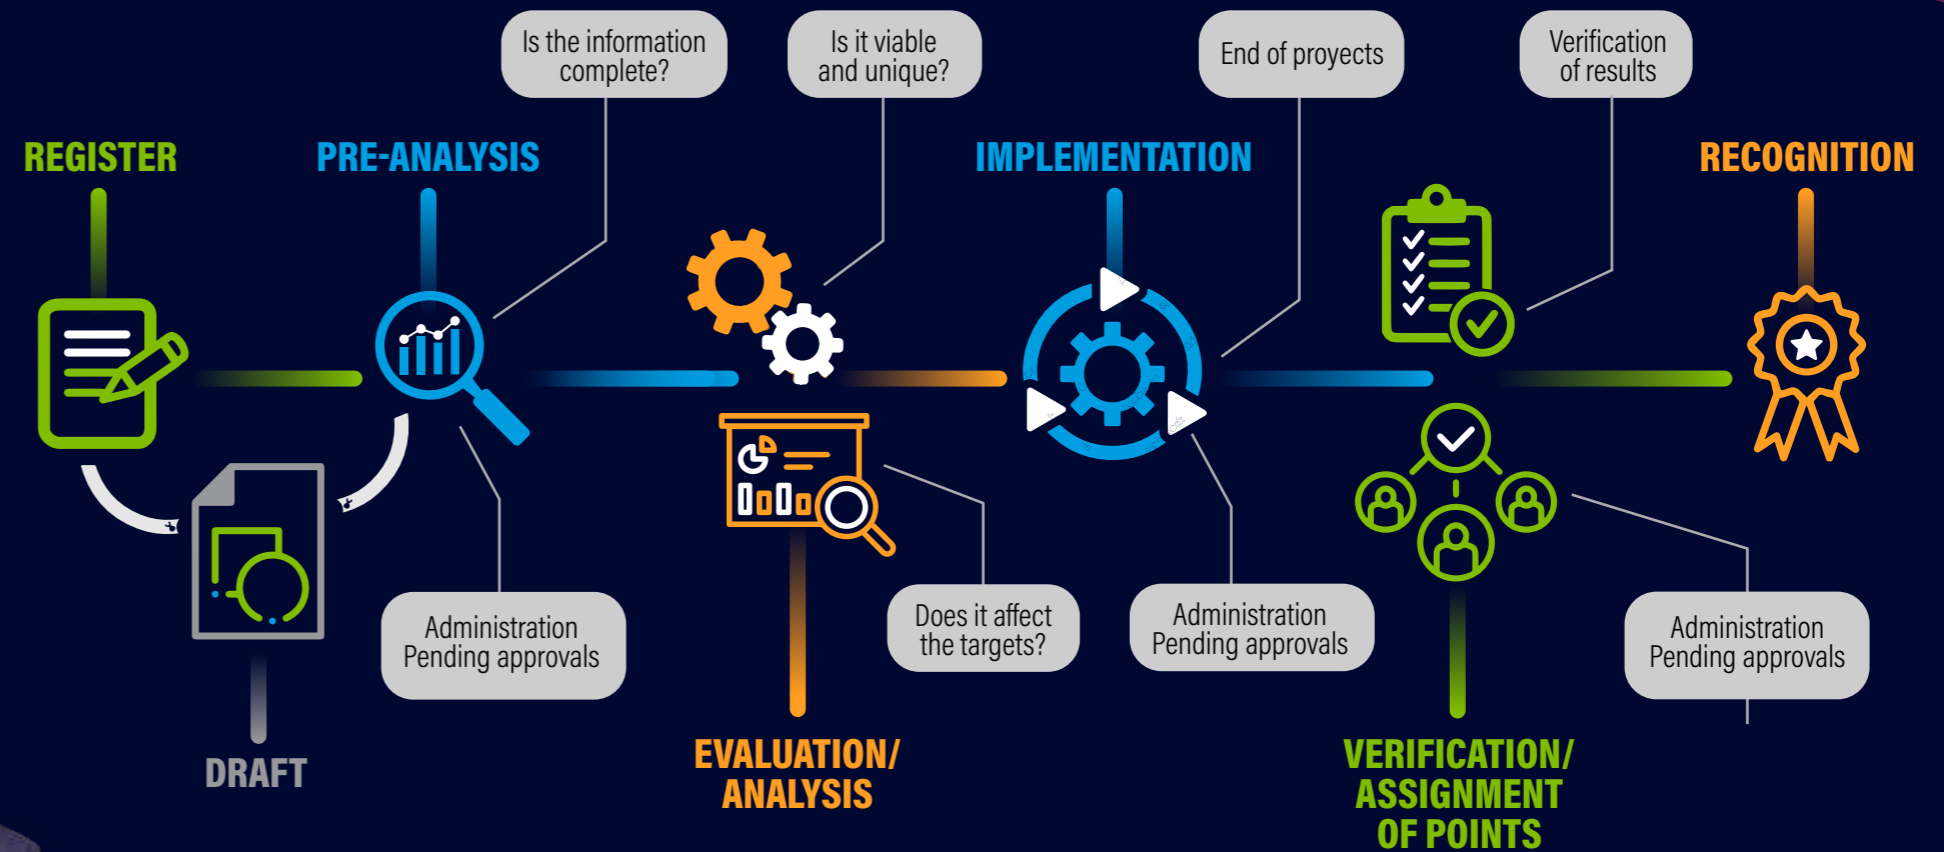 Is the information
complete?
Is it viable
and unique?
End of proyects
Verification
of results
REGISTER
PRE-ANALYSIS
IMPLEMENTATION
RECOGNITION
Administration
Pending approvals
Does it affect
the targets?
Administration
Pending approvals
Administration
Pending approvals
DRAFT
EVALUATION/
ANALYSIS
VERIFICATION/
ASSIGNMENT
OF POINTS